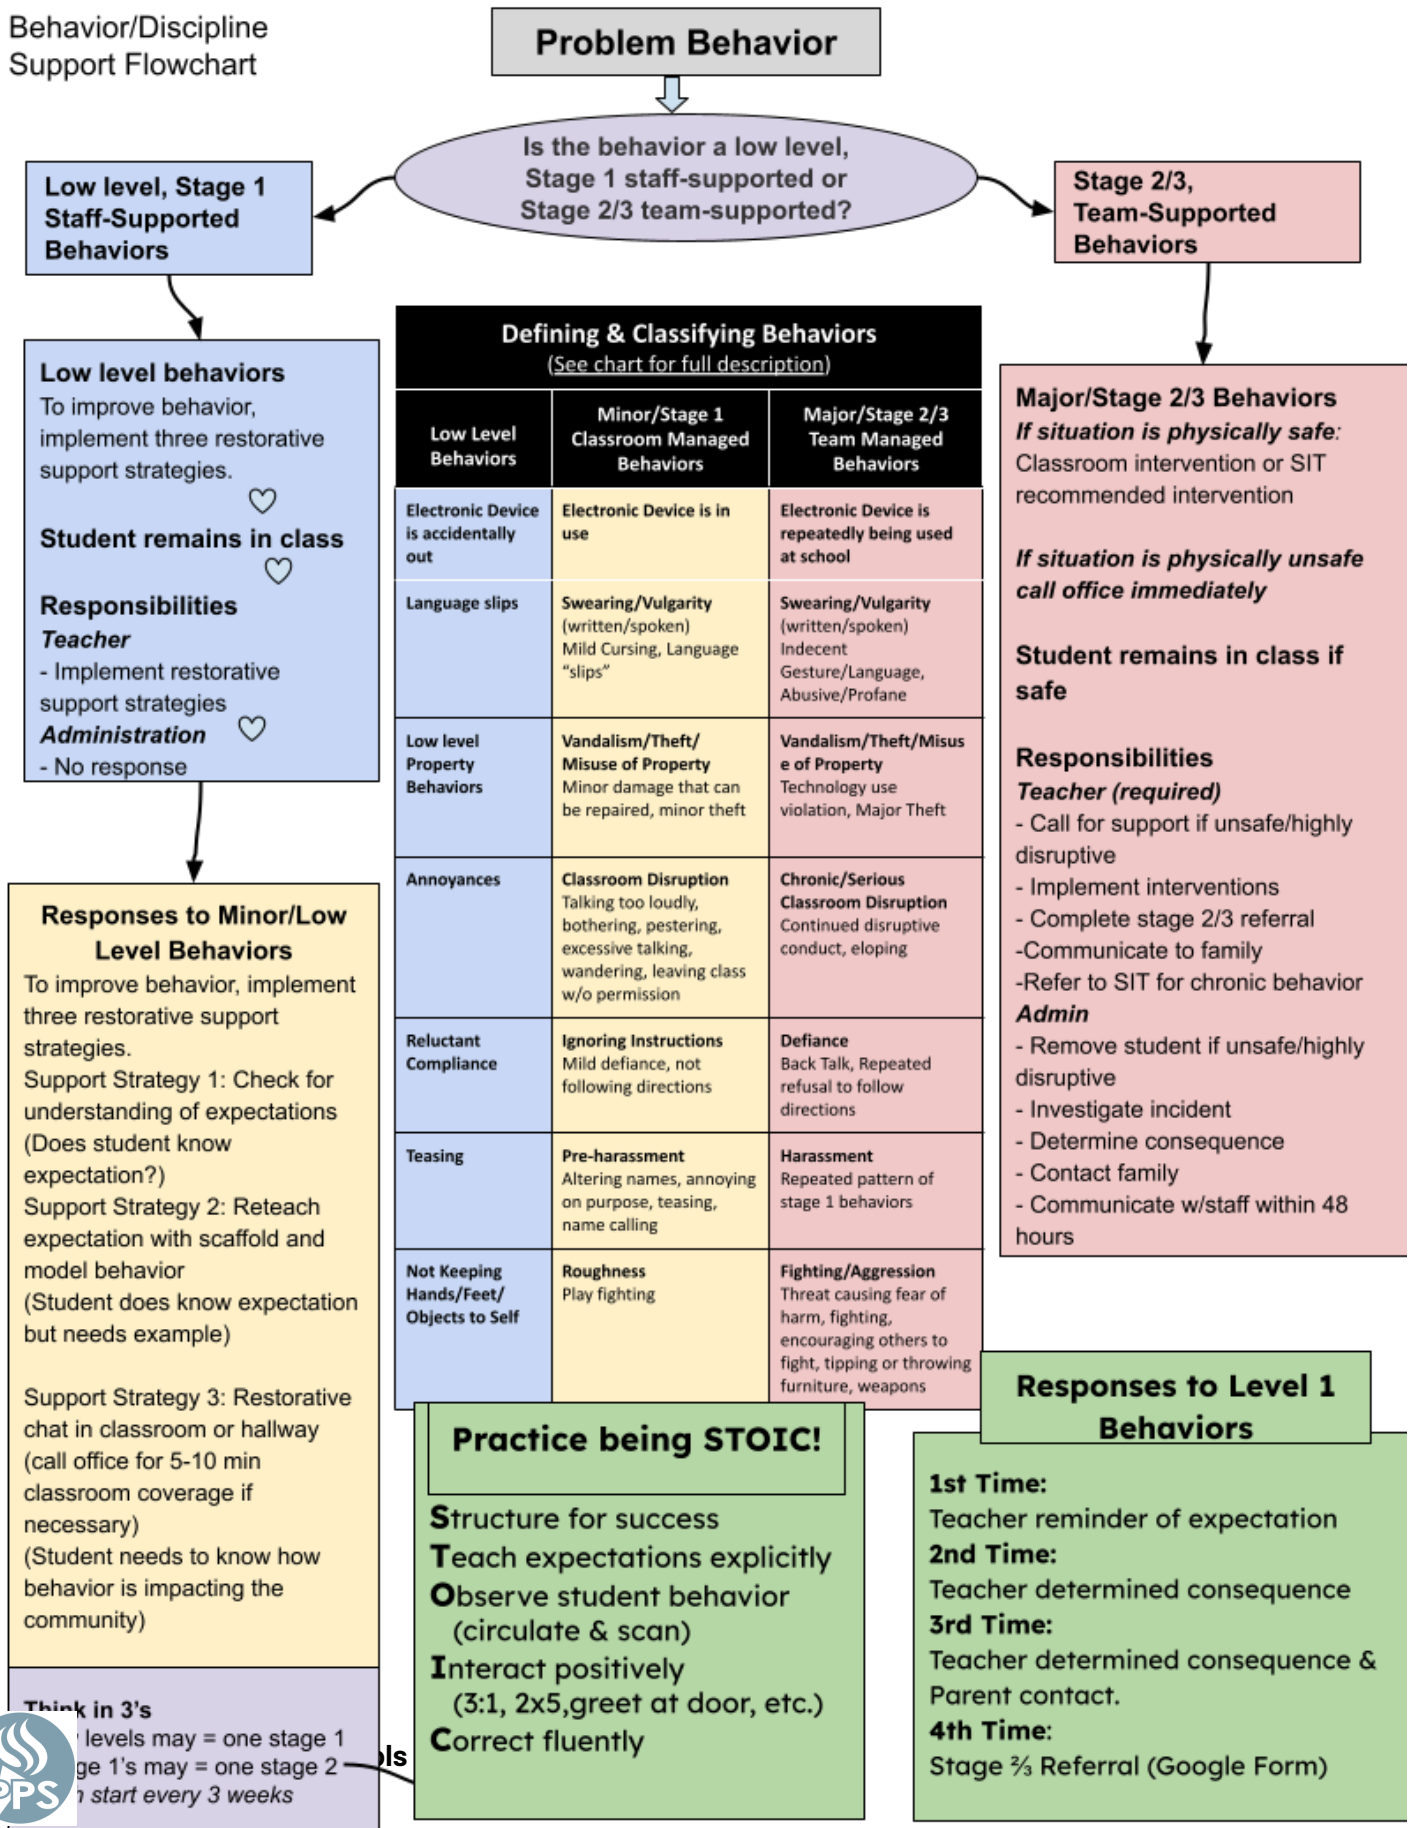 Behavior/Discipline
Support Flowchart
Problem Behavior
Is the behavior a low level,
Stage 1 staff-supported or
Stage 2/3 team-supported?
Low level, Stage 1
Staff-Supported
Behaviors
Stage 2/3,
Team-Supported
Behaviors
Low level behaviors
To improve behavior,
implement three restorative
support strategies.
Student remains in class
Responsibilities
Teacher
- Implement restorative
support strategies
Administration
- No response
Defining & Classifying Behaviors
(See chart for full description)
Low Level
Behaviors
Minor/Stage 1
Classroom Managed
Behaviors
Major/Stage 2/3
Team Managed
Behaviors
Electronic Device
is accidentally
out
Electronic Device is in
use
Electronic Device is
repeatedly being used
at school
Language slips
Swearing/Vulgarity
(written/spoken)
Mild Cursing, Language
“slips”
Swearing/Vulgarity
(written/spoken)
Indecent
Gesture/Language,
Abusive/Profane
Low level
Property
Behaviors
Vandalism/Theft/
Misuse of Property
Minor damage that can
be repaired, minor theft
Vandalism/Theft/Misus
e of Property
Technology use
violation, Major Theft
Annoyances
Classroom Disruption
Talking too loudly,
bothering, pestering,
excessive talking,
wandering, leaving class
w/o permission
Chronic/Serious
Classroom Disruption
Continued disruptive
conduct, eloping
Reluctant
Compliance
Ignoring Instructions
Mild defiance, not
following directions
Defiance
Back Talk, Repeated
refusal to follow
directions
Teasing
Pre-harassment
Altering names, annoying
on purpose, teasing,
name calling
Harassment
Repeated pattern of
stage 1 behaviors
Not Keeping
Hands/Feet/
Objects to Self
Roughness
Play fighting
Fighting/Aggression
Threat causing fear of
harm, fighting,
encouraging others to
fight, tipping or throwing
furniture, weapons
Major/Stage 2/3 Behaviors
If situation is physically safe:
Classroom intervention or SIT
recommended intervention
If situation is physically unsafe
call office immediately
Student remains in class if
safe
Responsibilities
Teacher (required)
- Call for support if unsafe/highly
disruptive
- Implement interventions
- Complete stage 2/3 referral
-Communicate to family
-Refer to SIT for chronic behavior
Admin
- Remove student if unsafe/highly
disruptive
- Investigate incident
- Determine consequence
- Contact family
- Communicate w/staff within 48
hours
Responses to Minor/Low
Level Behaviors
To improve behavior, implement
three restorative support
strategies.
Support Strategy 1: Check for
understanding of expectations
(Does student know
expectation?)
Support Strategy 2: Reteach
expectation with scaffold and
model behavior
(Student does know expectation
but needs example)
Support Strategy 3: Restorative
chat in classroom or hallway
(call office for 5-10 min
classroom coverage if
necessary)
(Student needs to know how
behavior is impacting the
community)
Think in 3’s
levels may = one stage 1
1’s may = one stage 2
start every 3 weeks
PPS
Practice being STOIC!
Structure for success
Teach expectations explicitly
Observe student behavior
(circulate & scan)
Interact positively
(3:1, 2x5,greet at door, etc.)
Correct fluently
Responses to Level 1
Behaviors
1st Time:
Teacher reminder of expectation
2nd Time:
Teacher determined consequence
3rd Time:
Teacher determined consequence &
Parent contact.
4th Time:
Stage ⅔ Referral (Google Form)